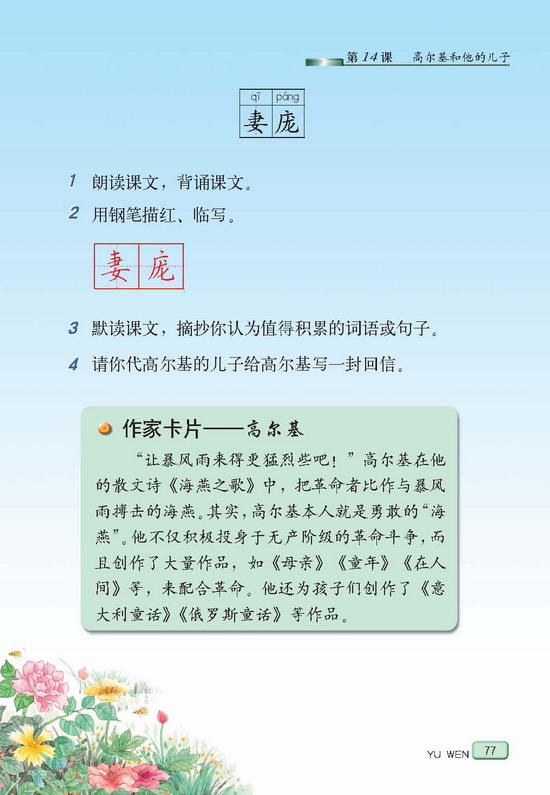 第14课 高尔基和他的儿子
qī páng
妻 庞
1 朗读课文，背诵课文。
2 用钢笔描红、临写。
妻 庞
3 默读课文，摘抄你认为值得积累的词语或句子。
4 请你代高尔基的儿子给高尔基写一封回信。
作家卡片——高尔基
“让暴风雨来得更猛烈些吧！”高尔基在他
的散文诗《海燕之歌》中，把革命者比作与暴风
雨搏击的海燕。其实，高尔基本人就是勇敢的“海
燕”。他不仅积极投身于无产阶级的革命斗争，而
且创作了大量作品，如《母亲》《童年》《在人
间》等，来配合革命。他还为孩子们创作了《意
大利童话》《俄罗斯童话》等作品。
YU WEN 77